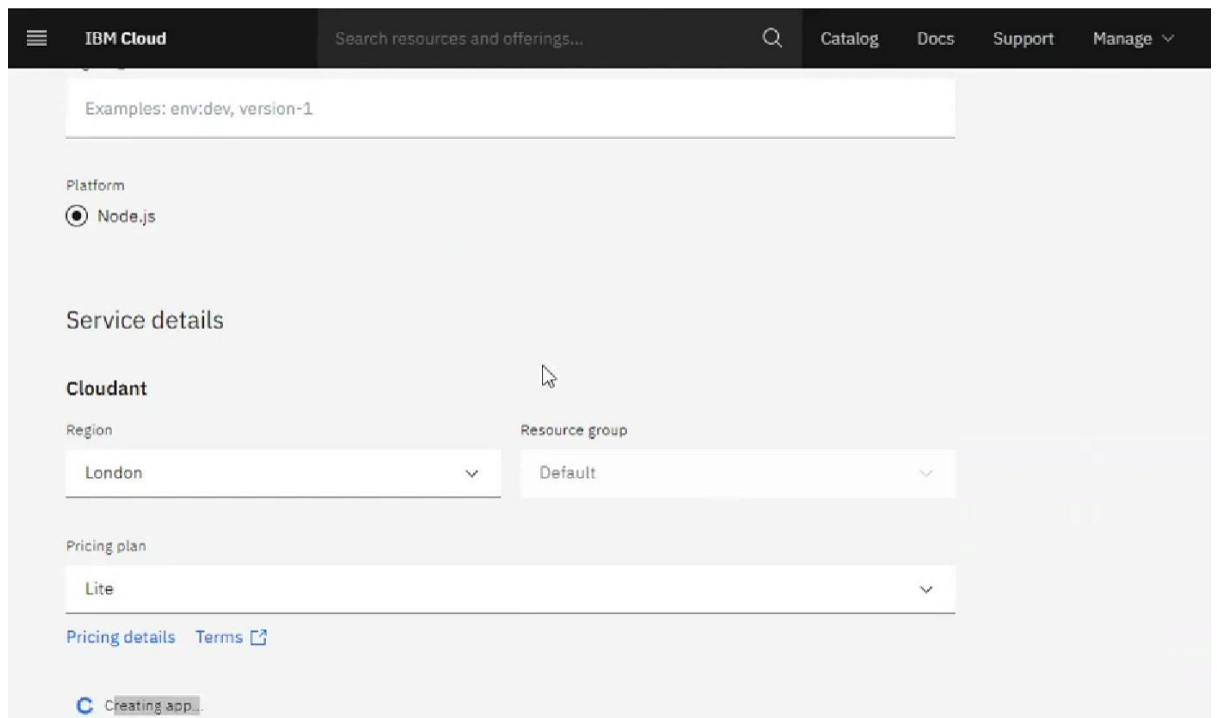 IBM Cloud Search resources and offerings... Catalog Docs Support Manage
Examples: env:dev, version-1
Platform
Node.js
Service details
Cloudant
Region Resource group
London Default
Pricing plan
Lite
Pricing details Terms
Creating app...